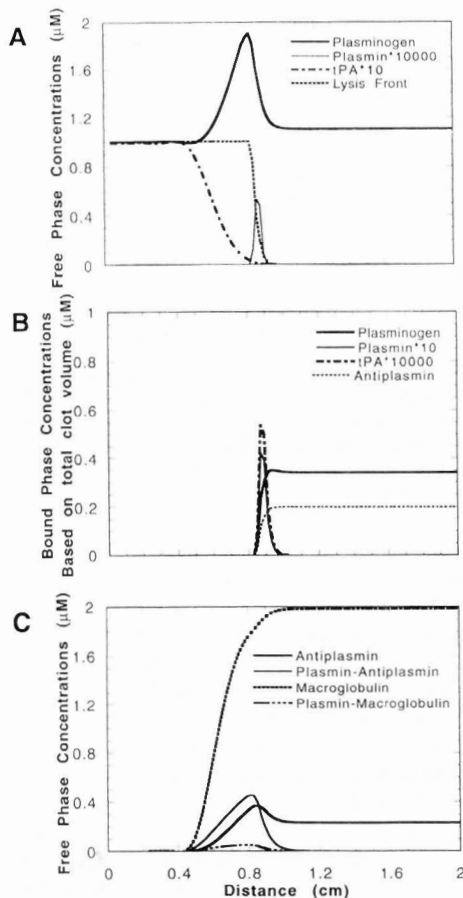 A
Free Phase Concentrations (µM)
2
1.6
1.2
0.8
0.4
0
Plasminogen
Plasmin*10000
tPA*10
Lysis Front
B
Bound Phase Concentrations
Based on total clot volume (µM)
1
0.8
0.6
0.4
0.2
0
Plasminogen
Plasmin*10
tPA*10000
Antiplasmin
C
Free Phase Concentrations (µM)
2
1.6
1.2
0.8
0.4
0
Antiplasmin
Plasmin-Antiplasmin
Macroglobulin
Plasmin-Macroglobulin
0 0.4 0.8 1.2 1.6 2
Distance (cm)